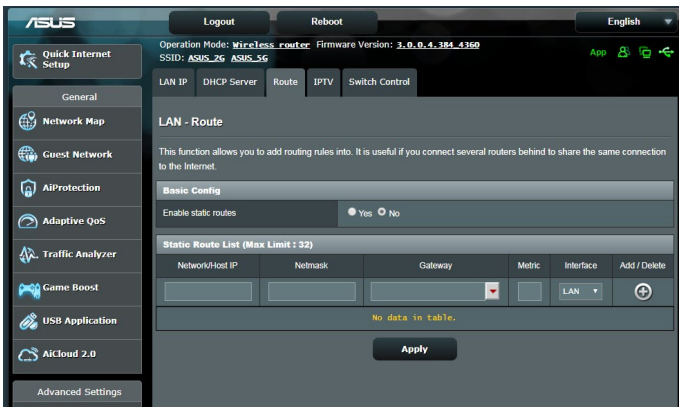 ASUS
Logout
Reboot
English
Quick Internet
Setup
Operation Mode: Wireless router Firmware Version: 3.0.0.4.384_4360
SSID: ASUS_2G ASUS_5G
App
LAN IP
DHCP Server
Route
IPTV
Switch Control
General
Network Map
Guest Network
AiProtection
Adaptive QoS
Traffic Analyzer
Game Boost
USB Application
AiCloud 2.0
Advanced Settings
LAN - Route
This function allows you to add routing rules into. It is useful if you connect several routers behind to share the same connection
to the Internet.
Basic Config
Enable static routes
Yes No
Static Route List (Max Limit : 32)
Network/Host IP
Netmask
Gateway
Metric
Interface
Add / Delete
LAN
No data in table.
Apply